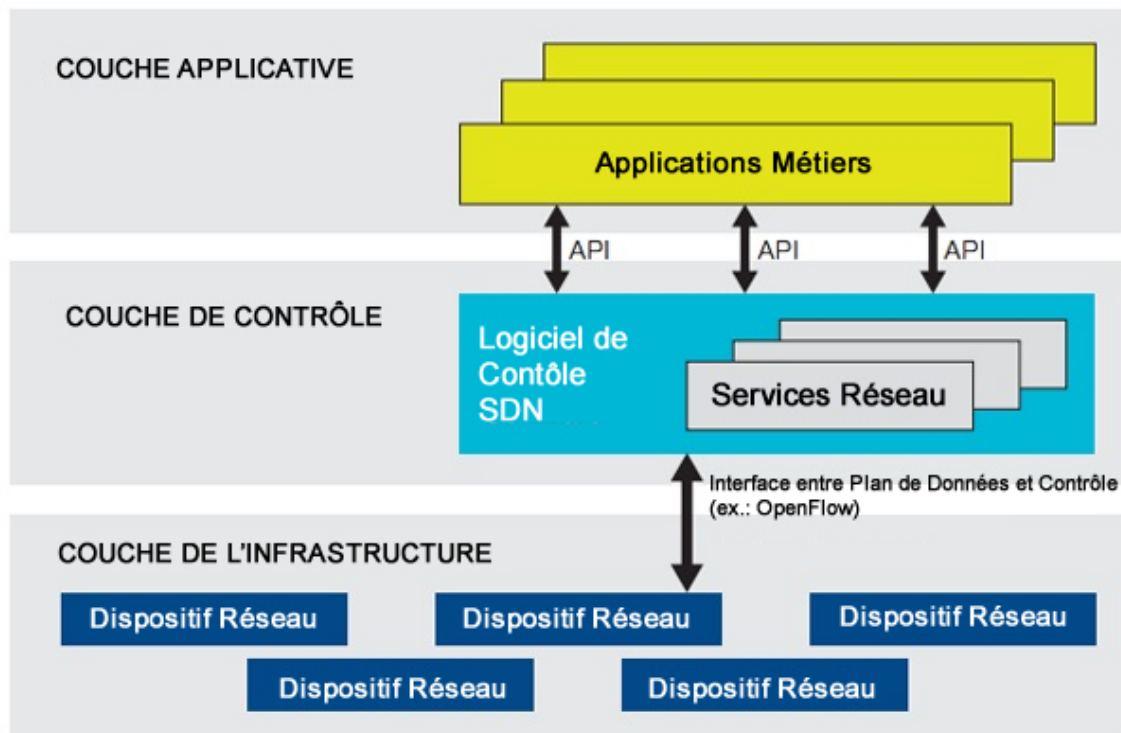 COUCHE APPLICATIVE
Applications Métiers
API
API
API
COUCHE DE CONTRÔLE
Logiciel de
Contôle
SDN
Services Réseau
Interface entre Plan de Données et Contrôle
(ex.: OpenFlow)
COUCHE DE L'INFRASTRUCTURE
Dispositif Réseau
Dispositif Réseau
Dispositif Réseau
Dispositif Réseau
Dispositif Réseau